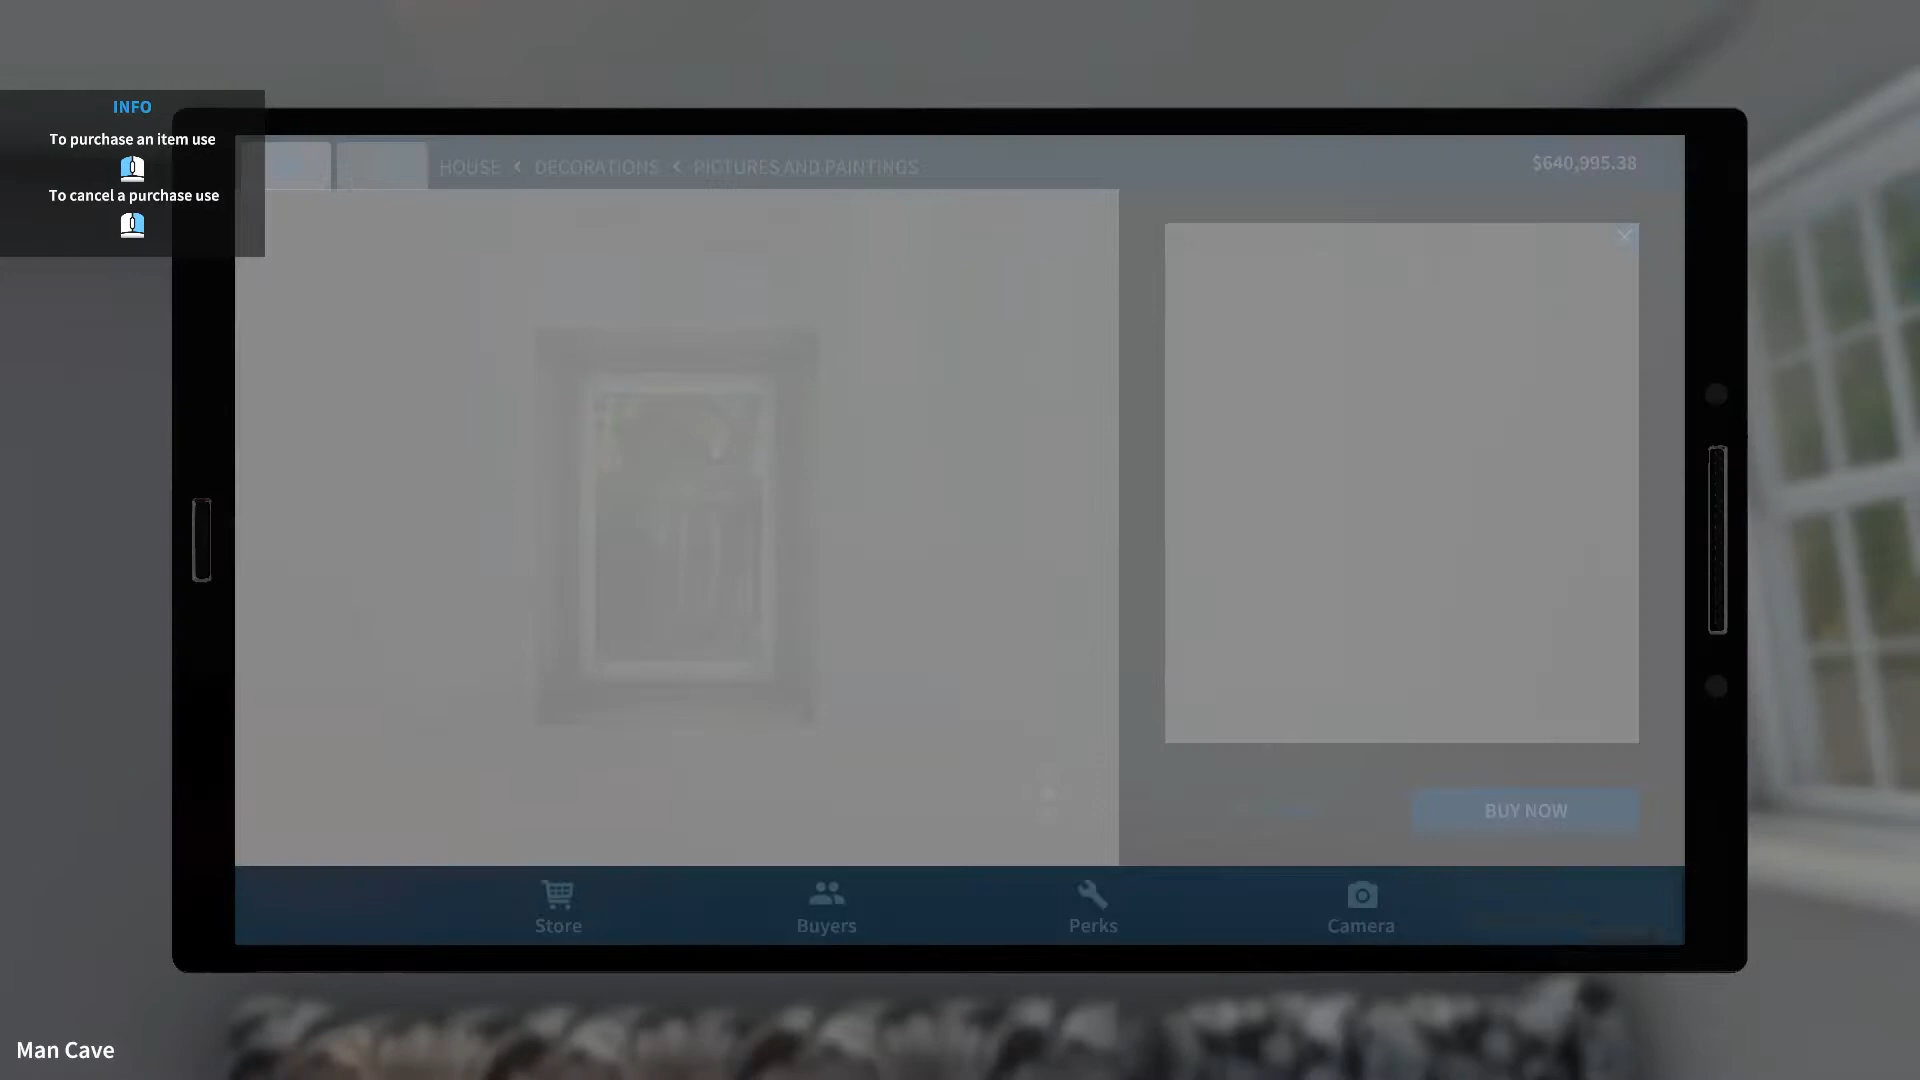 INFO
To purchase an item use
To cancel a purchase use
HOUSE < DECORATIONS < PICTURES AND PAINTINGS
$640,995.38
BUY NOW
Store
Buyers
Perks
Camera
Man Cave